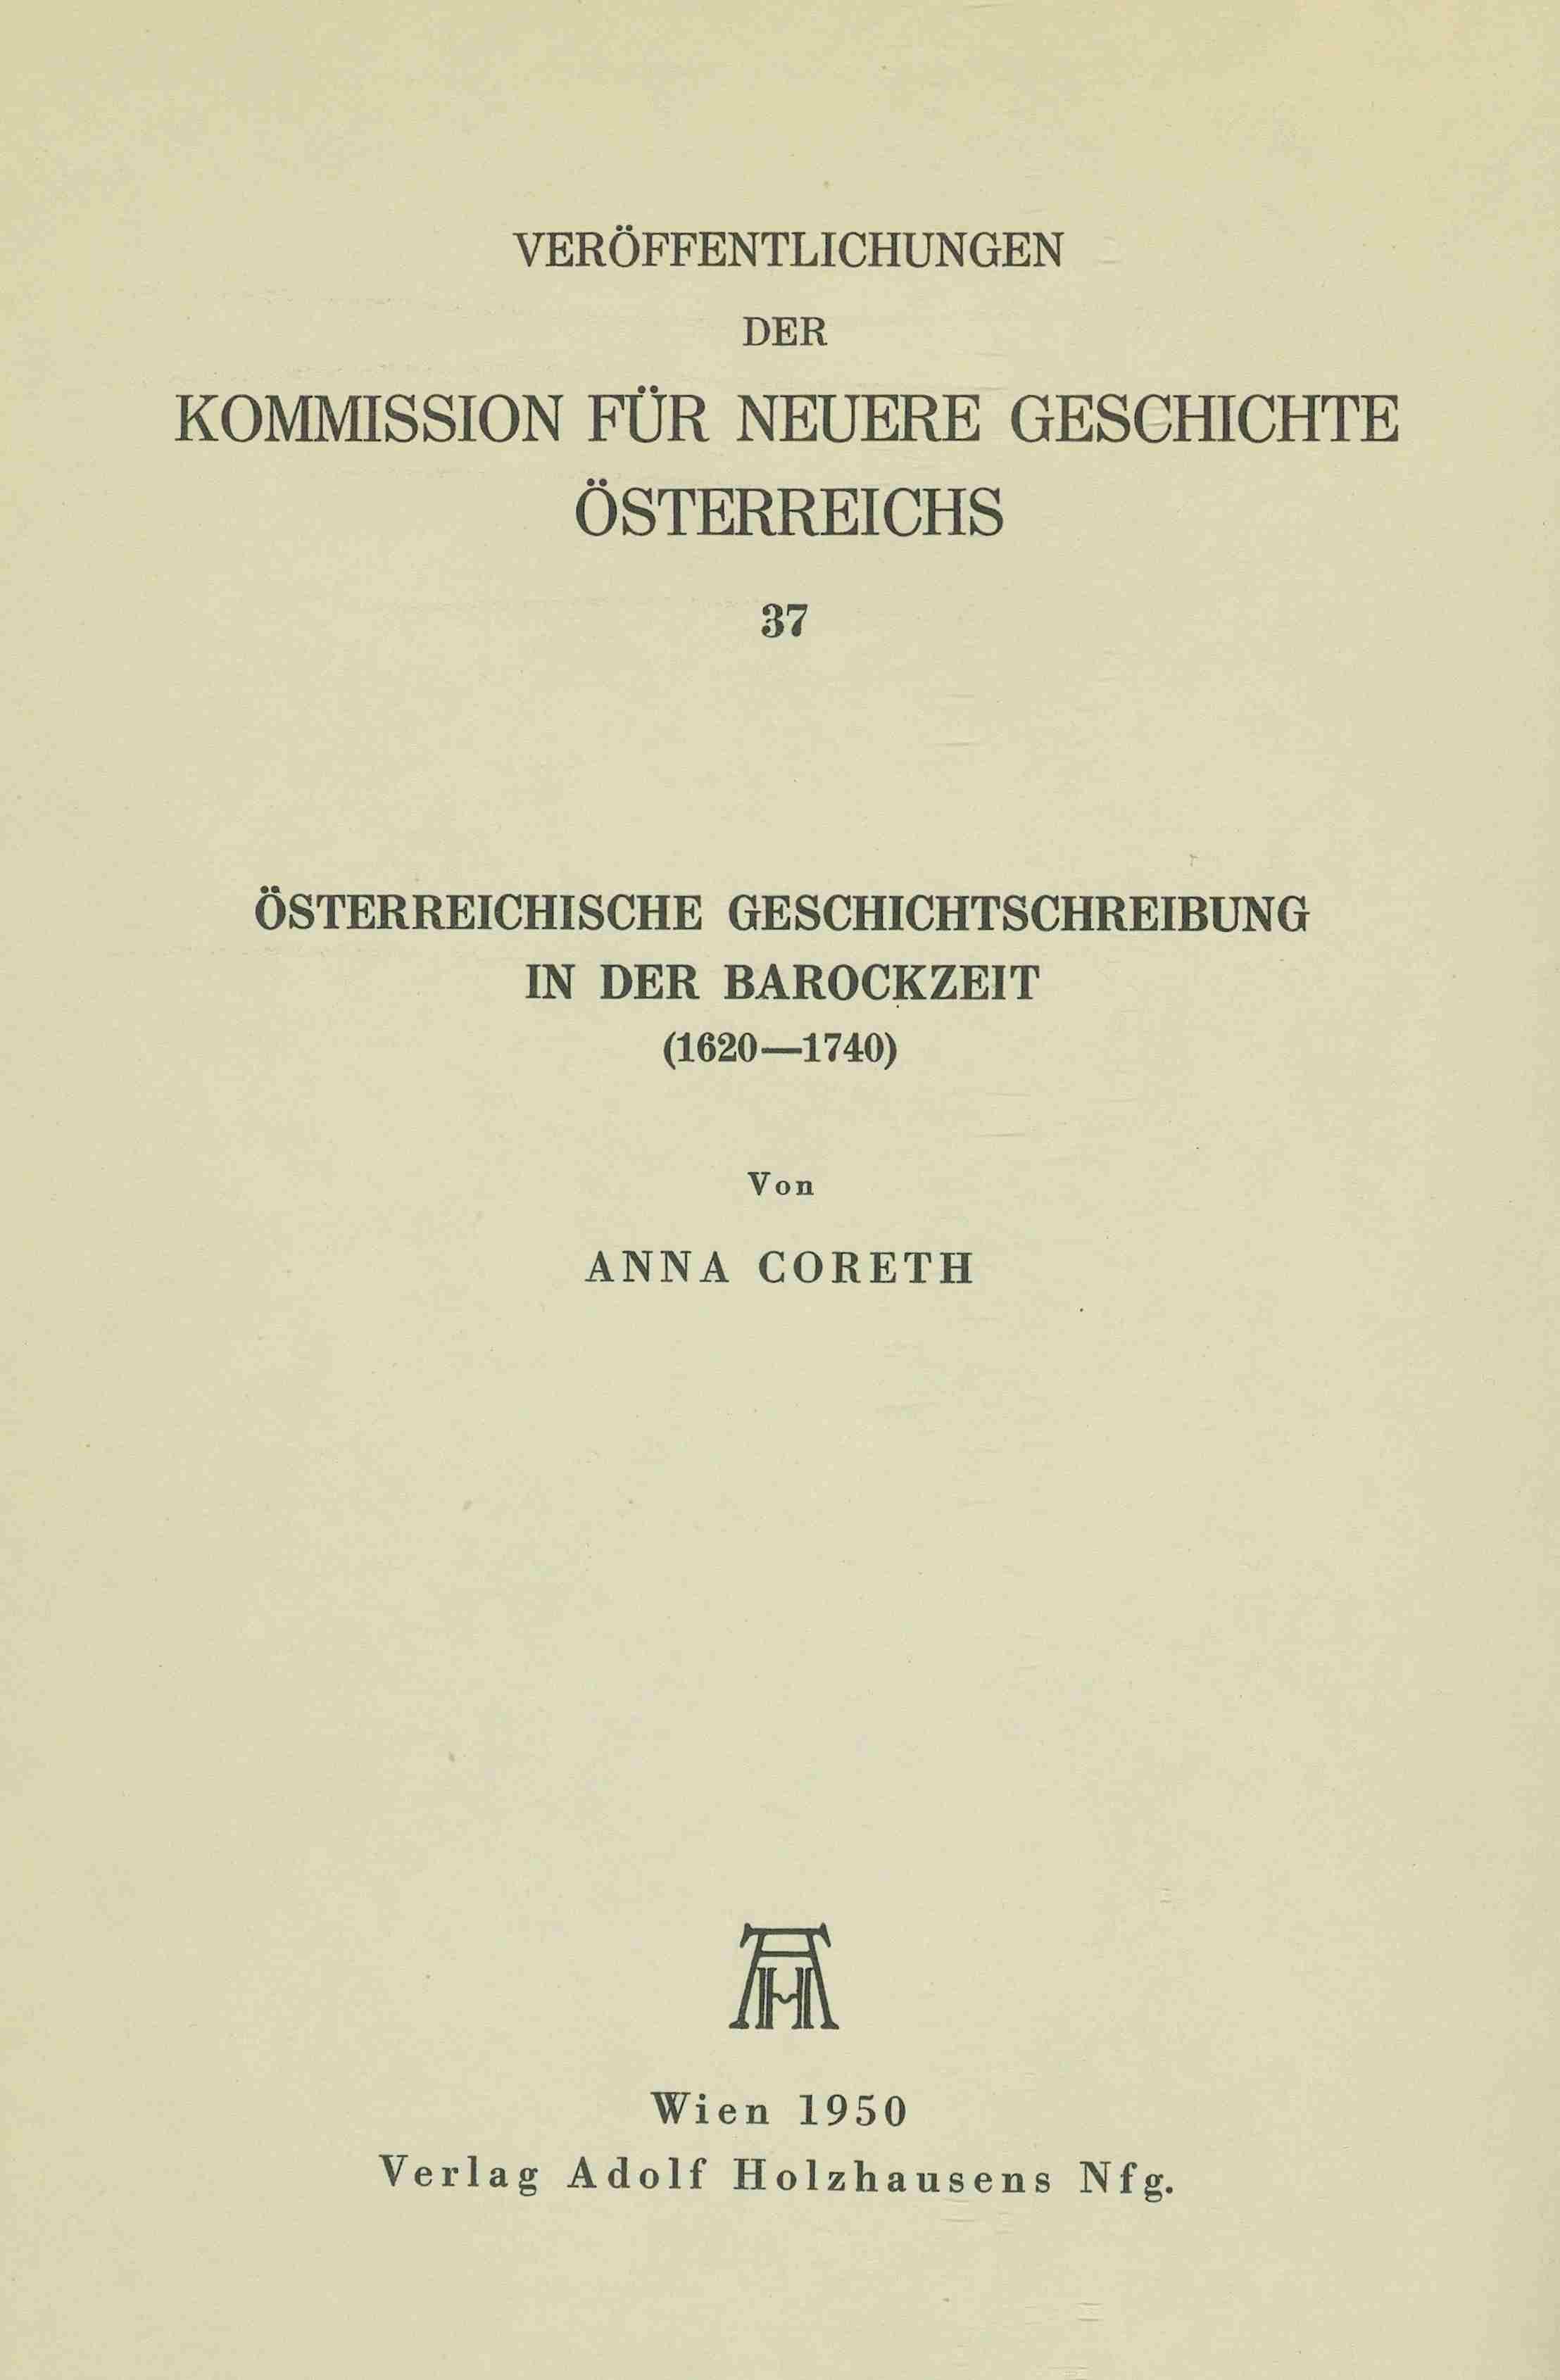 VERÖFFENTLICHUNGEN
DER
KOMMISSION FÜR NEUERE GESCHICHTE
ÖSTERREICHS
37
ÖSTERREICHISCHE GESCHICHTSCHREIBUNG
IN DER BAROCKZEIT
(1620—1740)
Von
ANNA CORETH
AH
Wien 1950
Verlag Adolf Holzhausens Nfg.